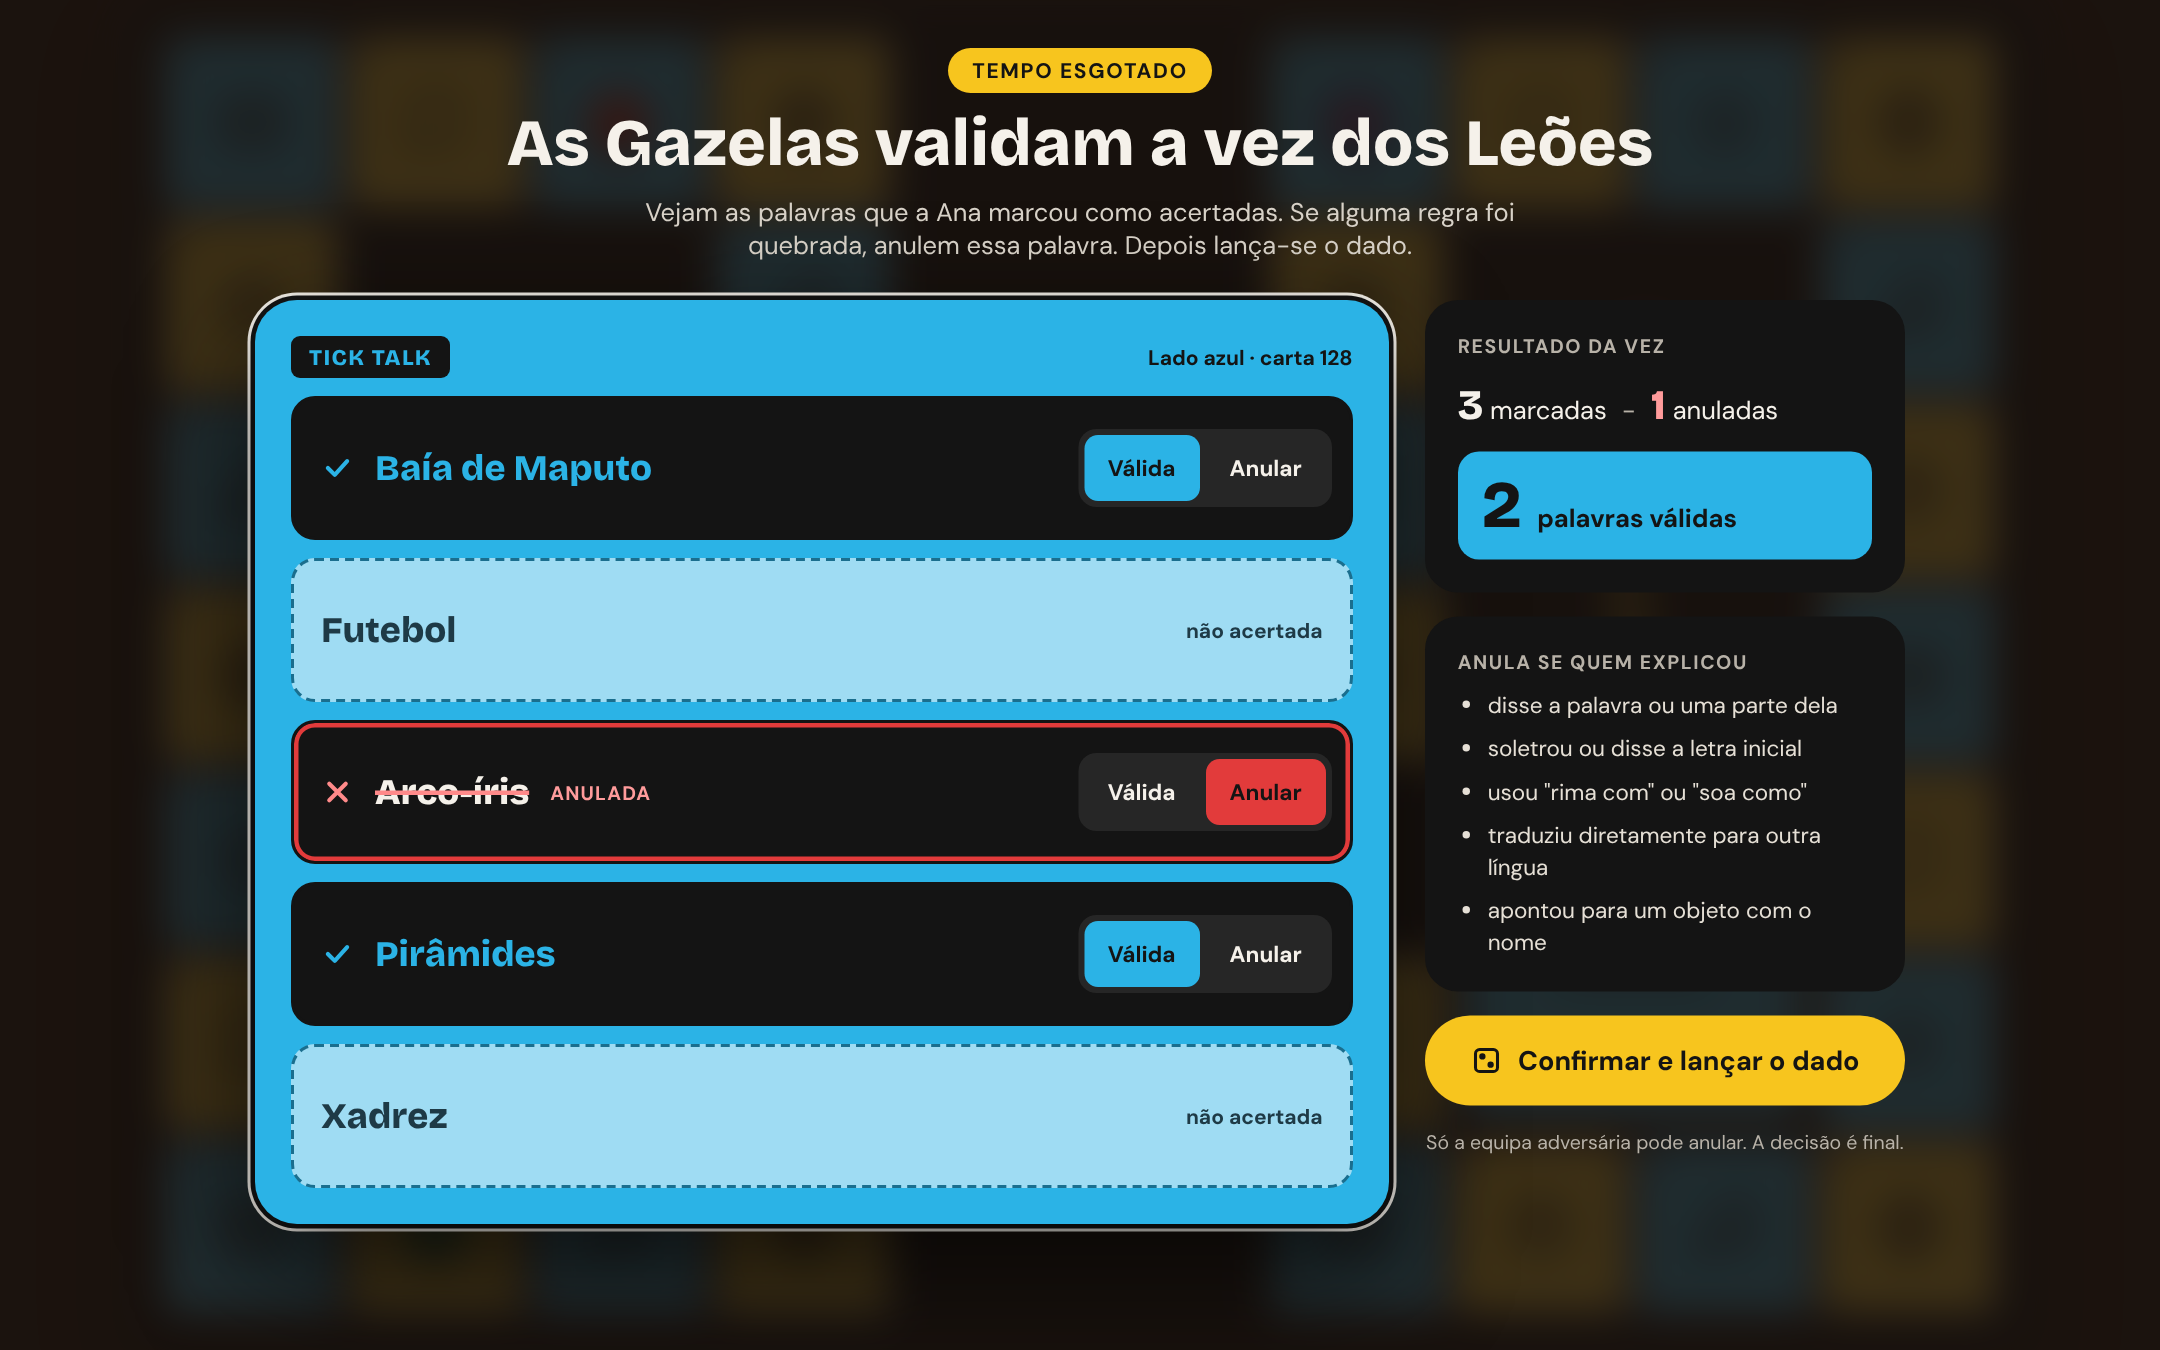 TEMPO ESGOTADO
As Gazelas validam a vez dos Leões
Vejam as palavras que a Ana marcou como acertadas. Se alguma regra foi
quebrada, anulem essa palavra. Depois lança-se o dado.
TICK TALK
Lado azul · carta 128
Baía de Maputo
Válida
Anular
Futebol
não acertada
Arco-íris
ANULADA
Válida
Anular
Pirâmides
Válida
Anular
Xadrez
não acertada
RESULTADO DA VEZ
3 marcadas - 1 anuladas
2 palavras válidas
ANULA SE QUEM EXPLICOU
• disse a palavra ou uma parte dela
• soletrou ou disse a letra inicial
• usou "rima com" ou "soa como"
• traduziu diretamente para outra
língua
• apontou para um objeto com o
nome
Confirmar e lançar o dado
Só a equipa adversária pode anular. A decisão é final.